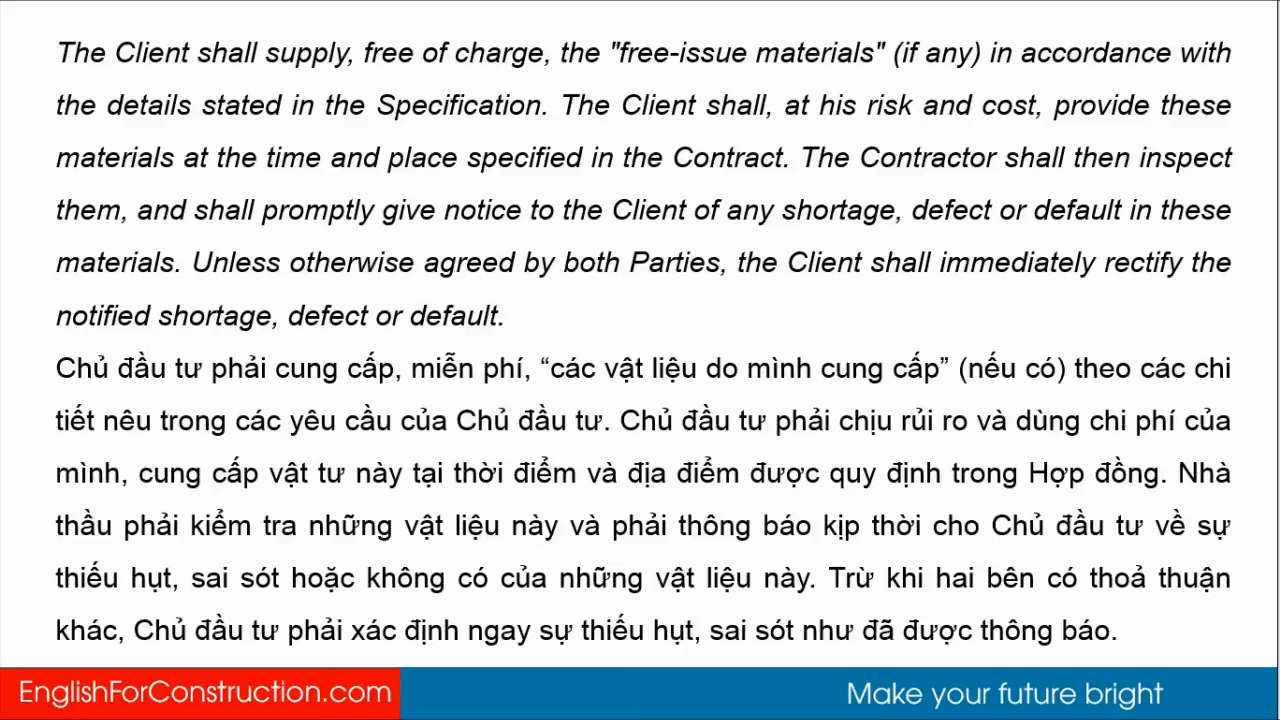 The Client shall supply, free of charge, the "free-issue materials" (if any) in accordance with
the details stated in the Specification. The Client shall, at his risk and cost, provide these
materials at the time and place specified in the Contract. The Contractor shall then inspect
them, and shall promptly give notice to the Client of any shortage, defect or default in these
materials. Unless otherwise agreed by both Parties, the Client shall immediately rectify the
notified shortage, defect or default.
Chủ đầu tư phải cung cấp, miễn phí, “các vật liệu do mình cung cấp” (nếu có) theo các chi
tiết nêu trong các yêu cầu của Chủ đầu tư. Chủ đầu tư phải chịu rủi ro và dùng chi phí của
mình, cung cấp vật tư này tại thời điểm và địa điểm được quy định trong Hợp đồng. Nhà
thầu phải kiểm tra những vật liệu này và phải thông báo kịp thời cho Chủ đầu tư về sự
thiếu hụt, sai sót hoặc không có của những vật liệu này. Trừ khi hai bên có thoả thuận
khác, Chủ đầu tư phải xác định ngay sự thiếu hụt, sai sót như đã được thông báo.
EnglishForConstruction.com
Make your future bright